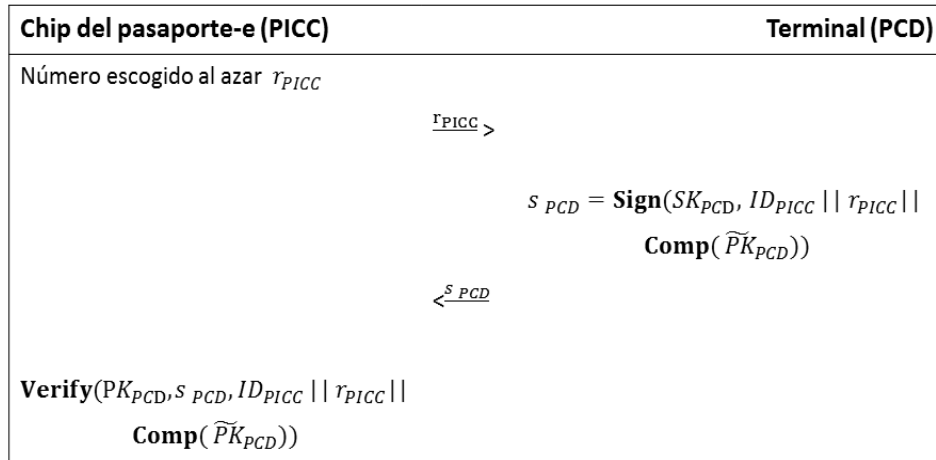 Chip del pasaporte-e (PICC) Terminal (PCD)
Número escogido al azar r_PICC
r_PICC >
s_PCD = Sign(SK_PCD, ID_PICC || r_PICC ||
Comp(P̃K_PCD))
< s_PCD
Verify(PK_PCD, s_PCD, ID_PICC || r_PICC ||
Comp(P̃K_PCD))